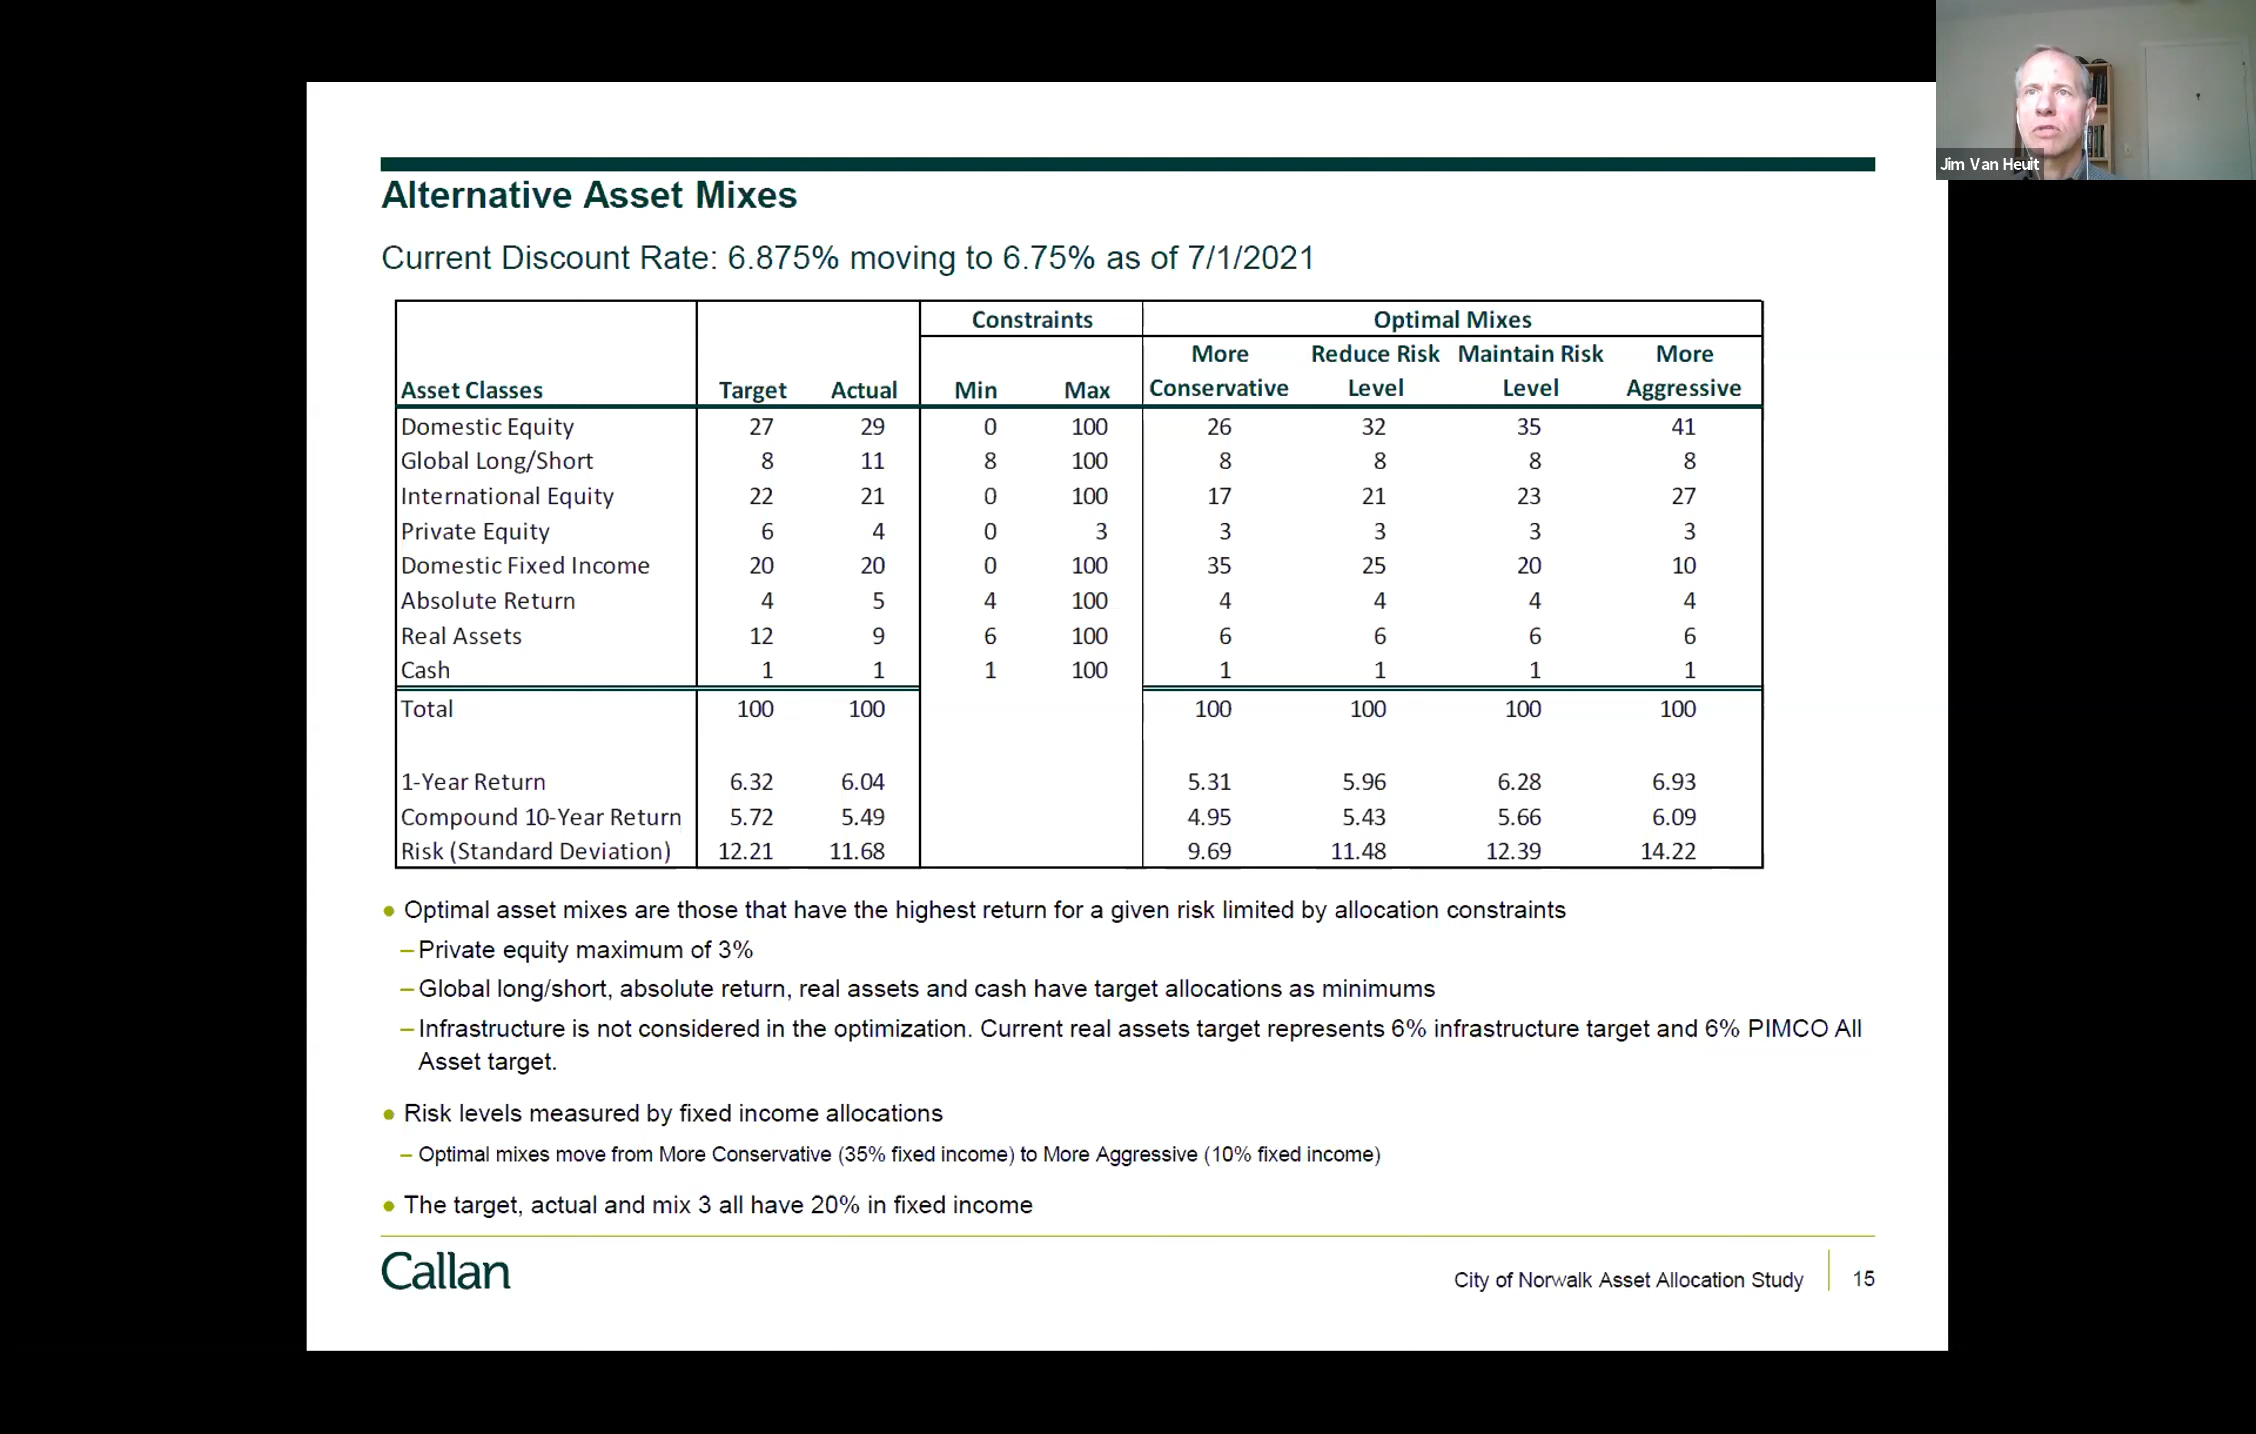 Jim Van Heuit
Alternative Asset Mixes
Current Discount Rate: 6.875% moving to 6.75% as of 7/1/2021
Constraints Optimal Mixes
More Reduce Risk Maintain Risk More
Asset Classes Target Actual Min Max Conservative Level Level Aggressive
Domestic Equity 27 29 0 100 26 32 35 41
Global Long/Short 8 11 8 100 8 8 8 8
International Equity 22 21 0 100 17 21 23 27
Private Equity 6 4 0 3 3 3 3 3
Domestic Fixed Income 20 20 0 100 35 25 20 10
Absolute Return 4 5 4 100 4 4 4 4
Real Assets 12 9 6 100 6 6 6 6
Cash 1 1 1 100 1 1 1 1
Total 100 100 100 100 100 100
1-Year Return 6.32 6.04 5.31 5.96 6.28 6.93
Compound 10-Year Return 5.72 5.49 4.95 5.43 5.66 6.09
Risk (Standard Deviation) 12.21 11.68 9.69 11.48 12.39 14.22
● Optimal asset mixes are those that have the highest return for a given risk limited by allocation constraints
– Private equity maximum of 3%
– Global long/short, absolute return, real assets and cash have target allocations as minimums
– Infrastructure is not considered in the optimization. Current real assets target represents 6% infrastructure target and 6% PIMCO All
Asset target.
● Risk levels measured by fixed income allocations
– Optimal mixes move from More Conservative (35% fixed income) to More Aggressive (10% fixed income)
● The target, actual and mix 3 all have 20% in fixed income
Callan
City of Norwalk Asset Allocation Study 15